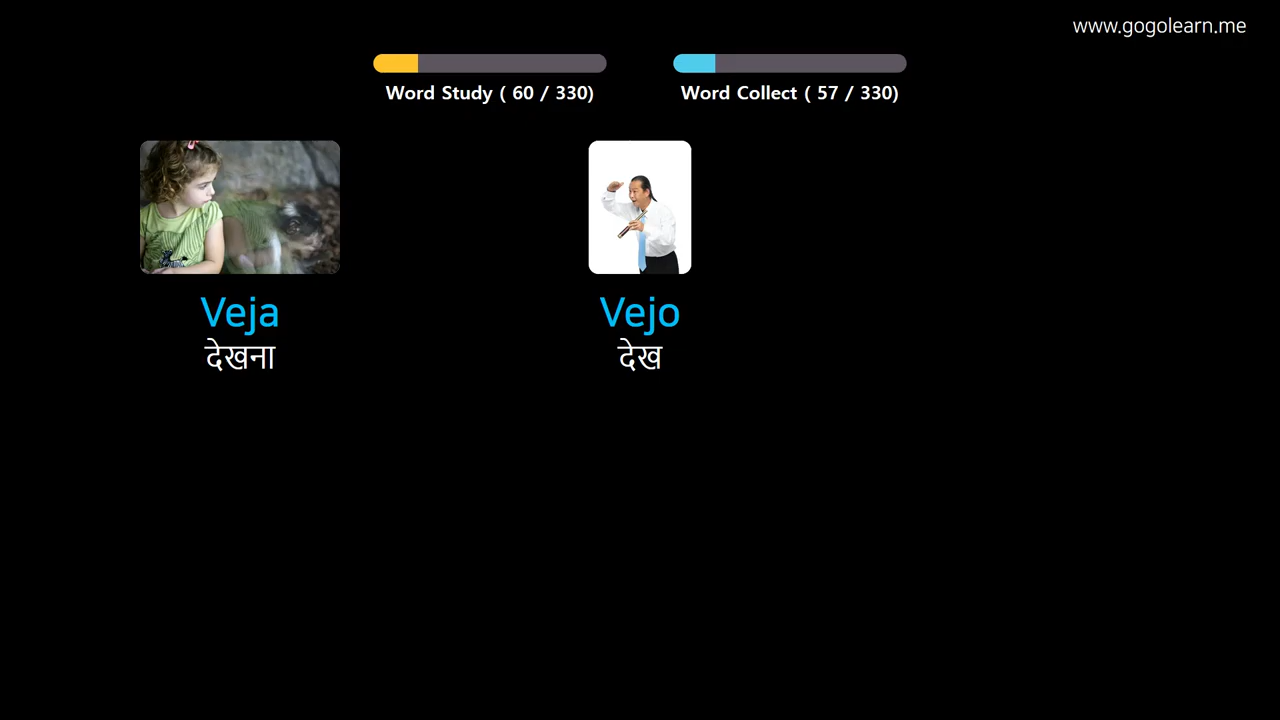 www.gogolearn.me
Word Study ( 60 / 330)
Word Collect ( 57 / 330)
Veja
देखना
Vejo
देख